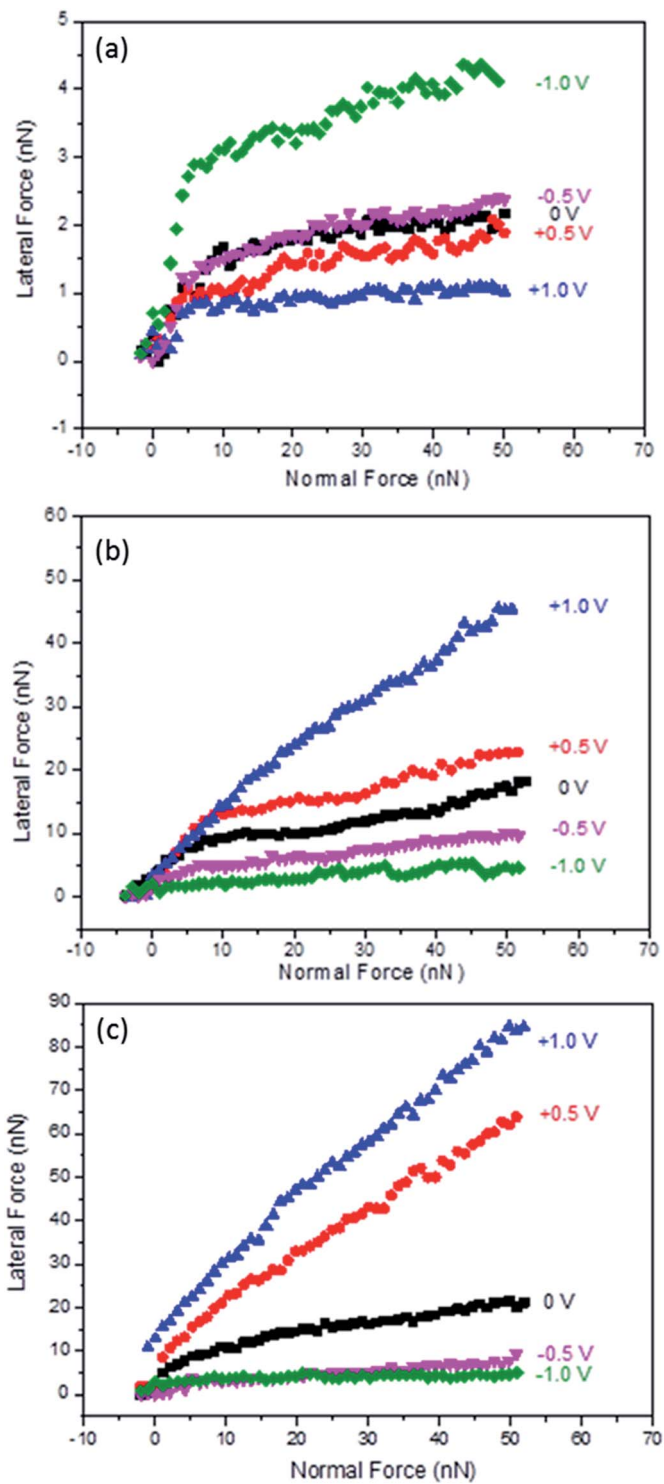 (a)
5
4
3
2
1
0
-1
Lateral Force (nN)
-1.0 V
-0.5 V
0V
+0.5 V
+1.0 V
-10 0 10 20 30 40 50 60 70
Normal Force (nN)
(b)
60
50
40
30
20
10
0
Lateral Force (nN)
+1.0 V
+0.5 V
0 V
-0.5 V
-1.0 V
-10 0 10 20 30 40 50 60 70
Normal Force (nN)
(c)
90
80
70
60
50
40
30
20
10
0
Lateral Force (nN)
+1.0 V
+0.5 V
0 V
-0.5 V
-1.0 V
-10 0 10 20 30 40 50 60 70
Normal Force (nN)